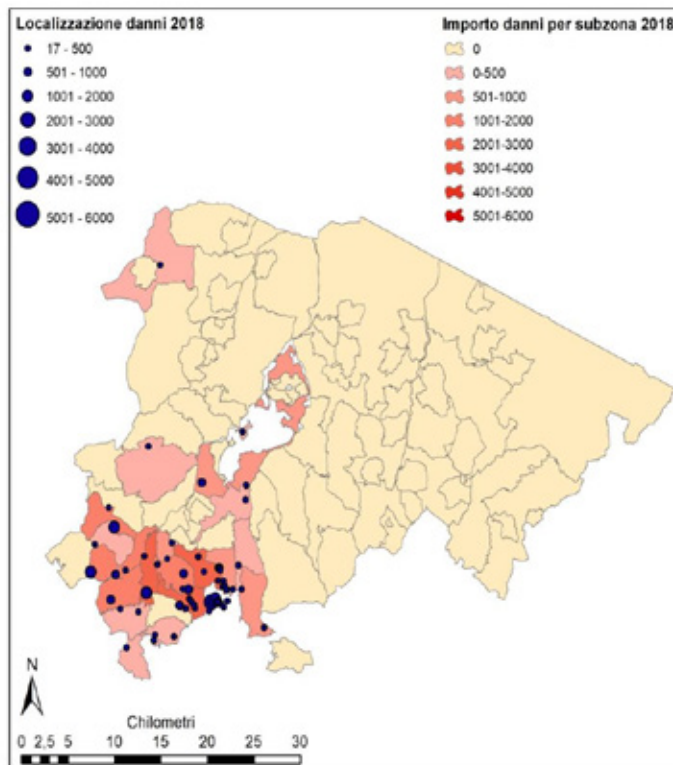 Localizzazione danni 2018
17 - 500
501 - 1000
1001 - 2000
2001 - 3000
3001 - 4000
4001 - 5000
5001 - 6000
Importo danni per subzona 2018
0
0-500
501-1000
1001-2000
2001-3000
3001-4000
4001-5000
5001-6000
N
Chilometri
0 2,5 5 10 15 20 25 30